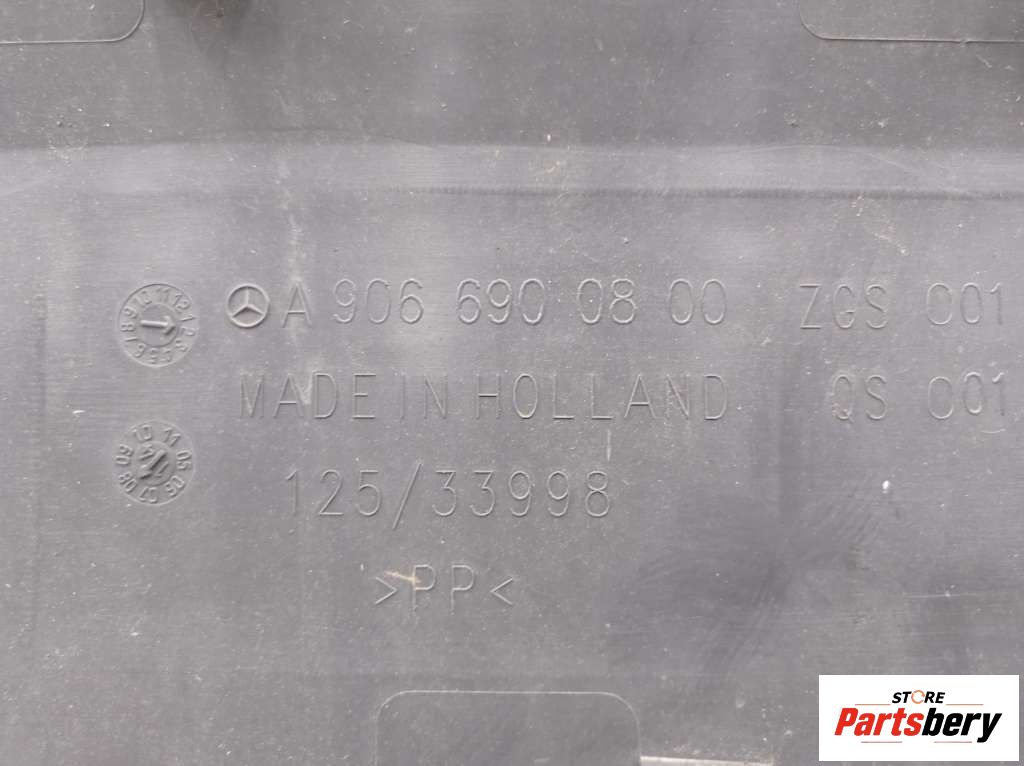 A 906 690 08 00 ZGS 001
MADE IN HOLLAND QS 001
125/33998
>PP<
STORE
Partsbery